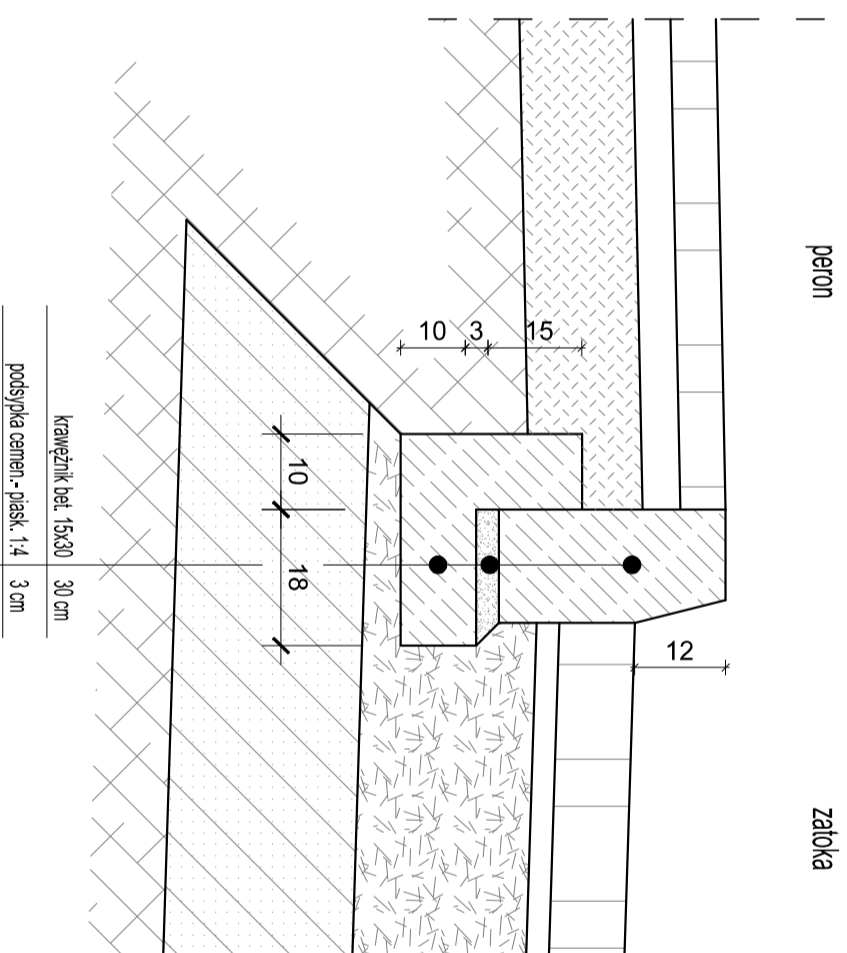 peron
zatoka
10 3 15
10
18
12
krawężnik bet. 15x30 30 cm
podsypka cemen.- piask. 1:4 3 cm